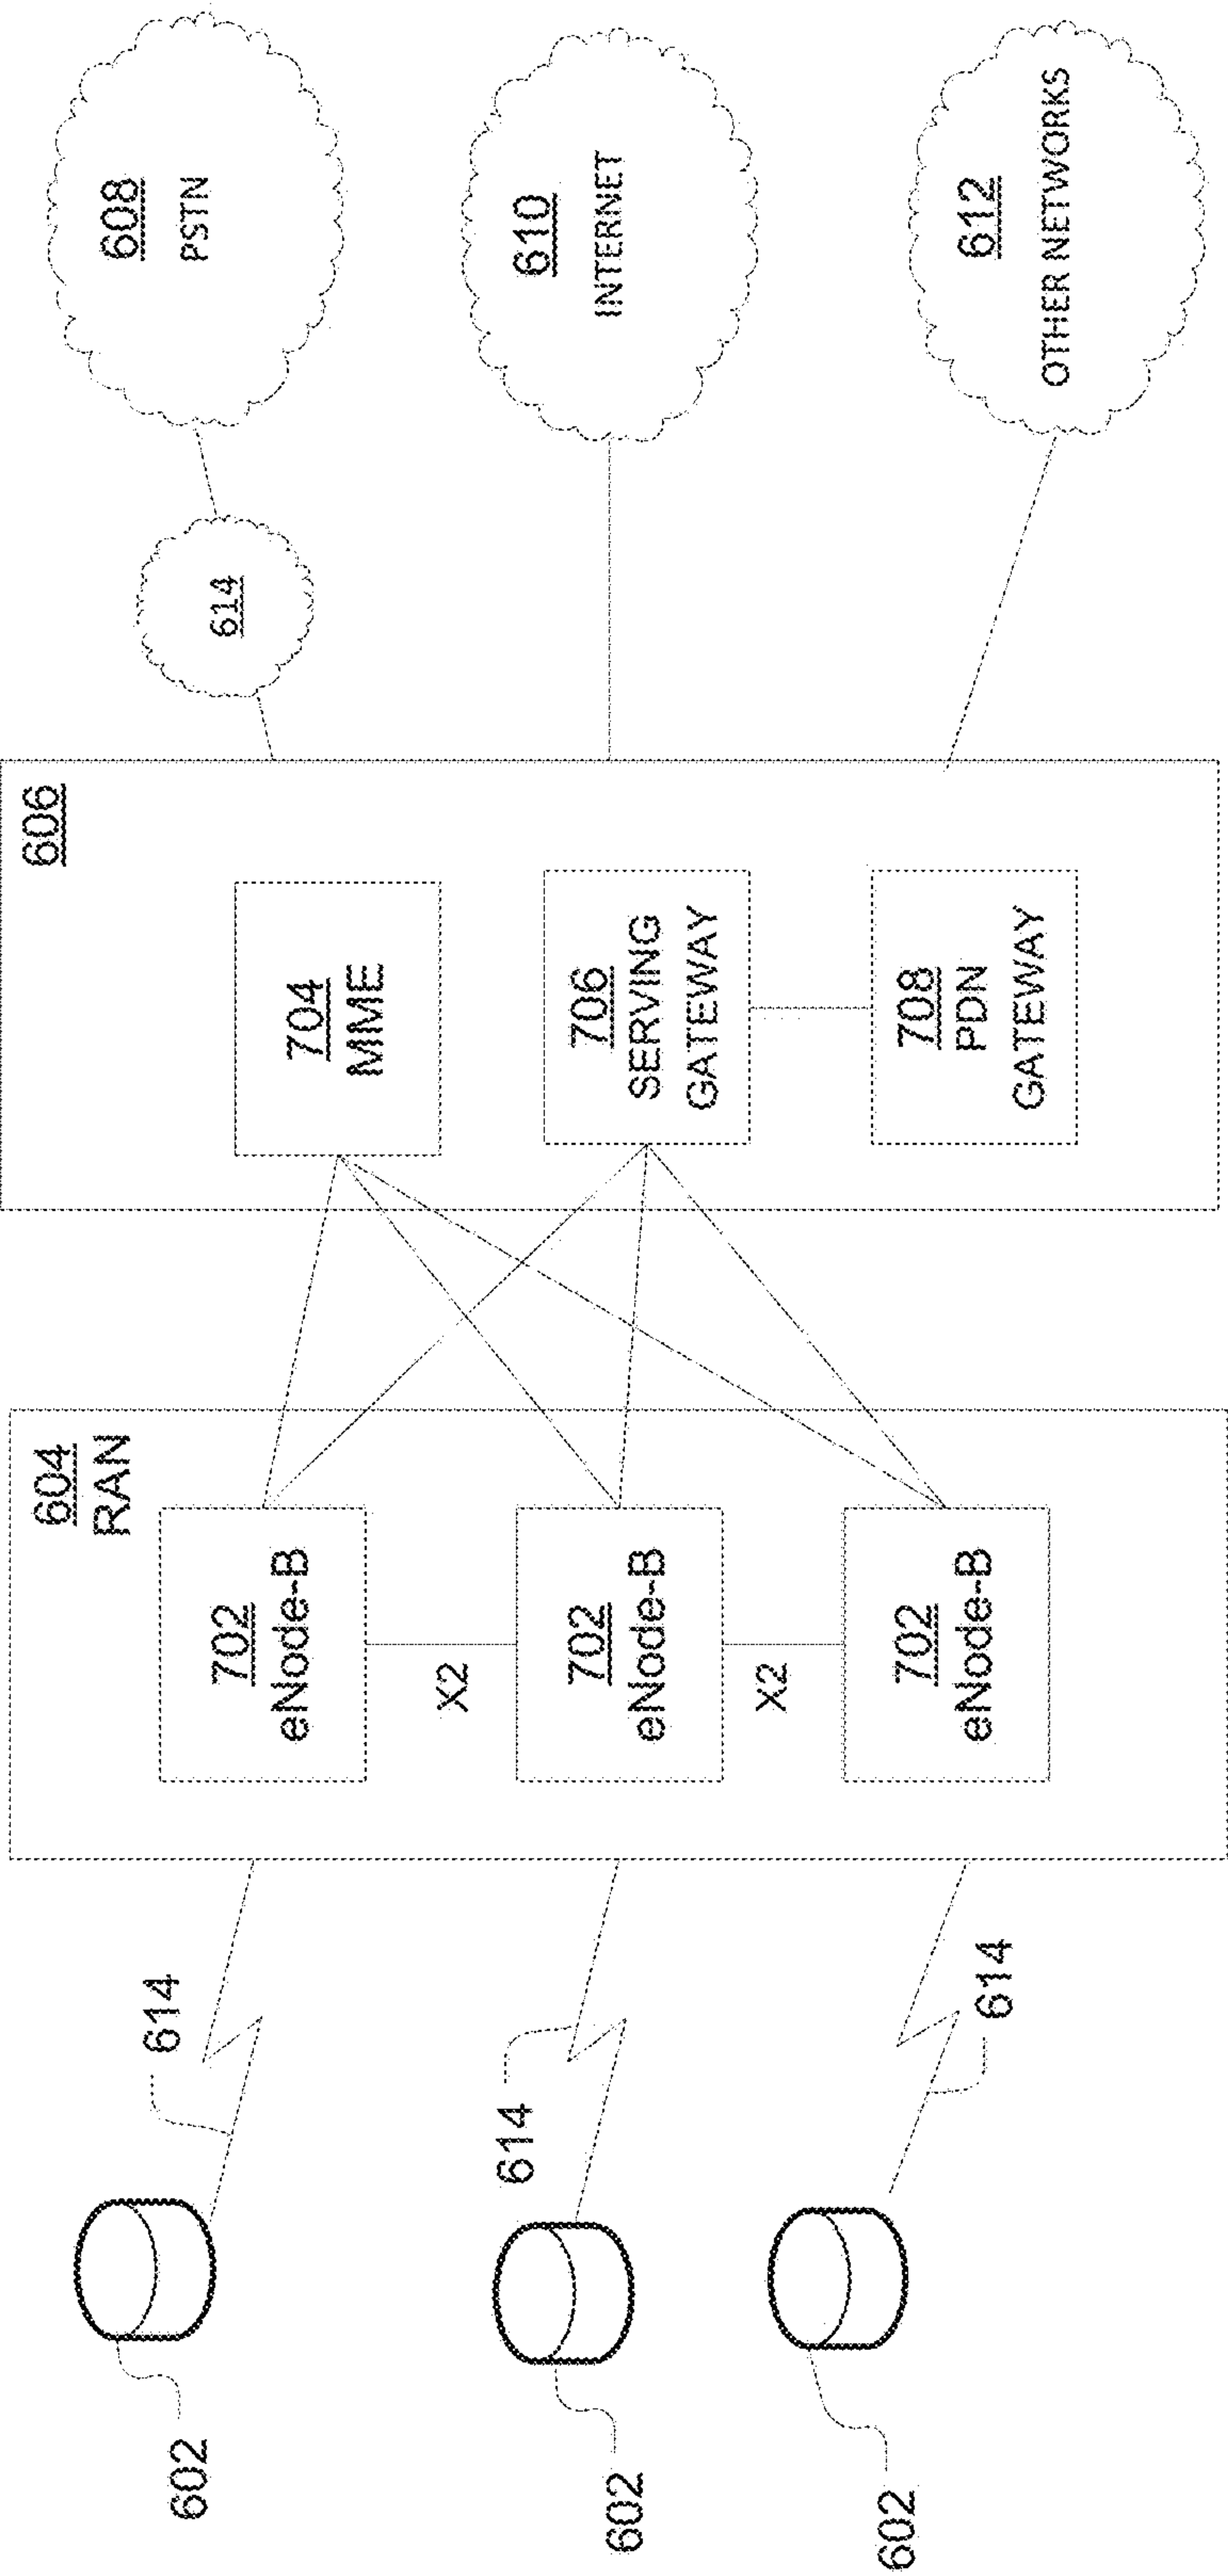 602
602
602
614
614
614
604
RAN
702
eNode-B
X2
702
eNode-B
X2
702
eNode-B
606
704
MME
706
SERVING
GATEWAY
708
PDN
GATEWAY
614
608
PSTN
610
INTERNET
612
OTHER NETWORKS